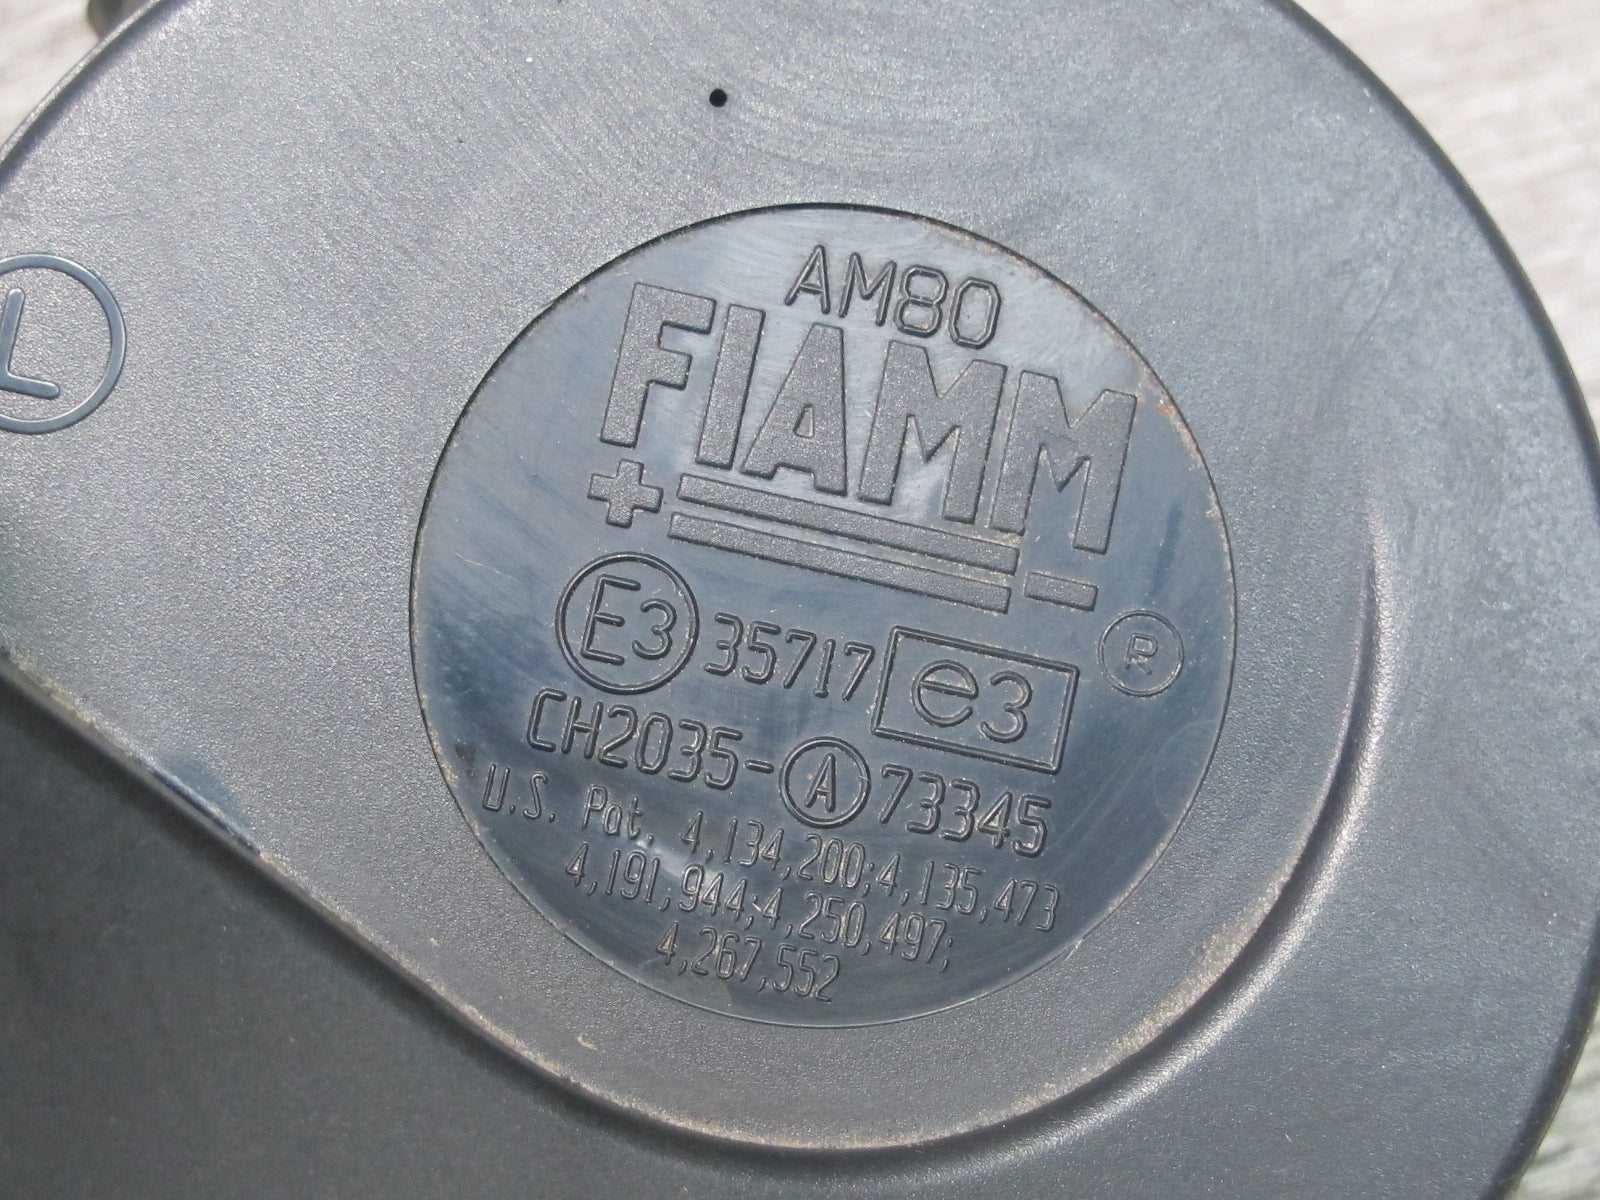 L
AM80
FIAMM
+ -
E3 35717 e3 ®
CH2035-A 73345
U.S. Pat. 4,134,200;4,135,473
4,191,944;4,250,497;
4,267,552